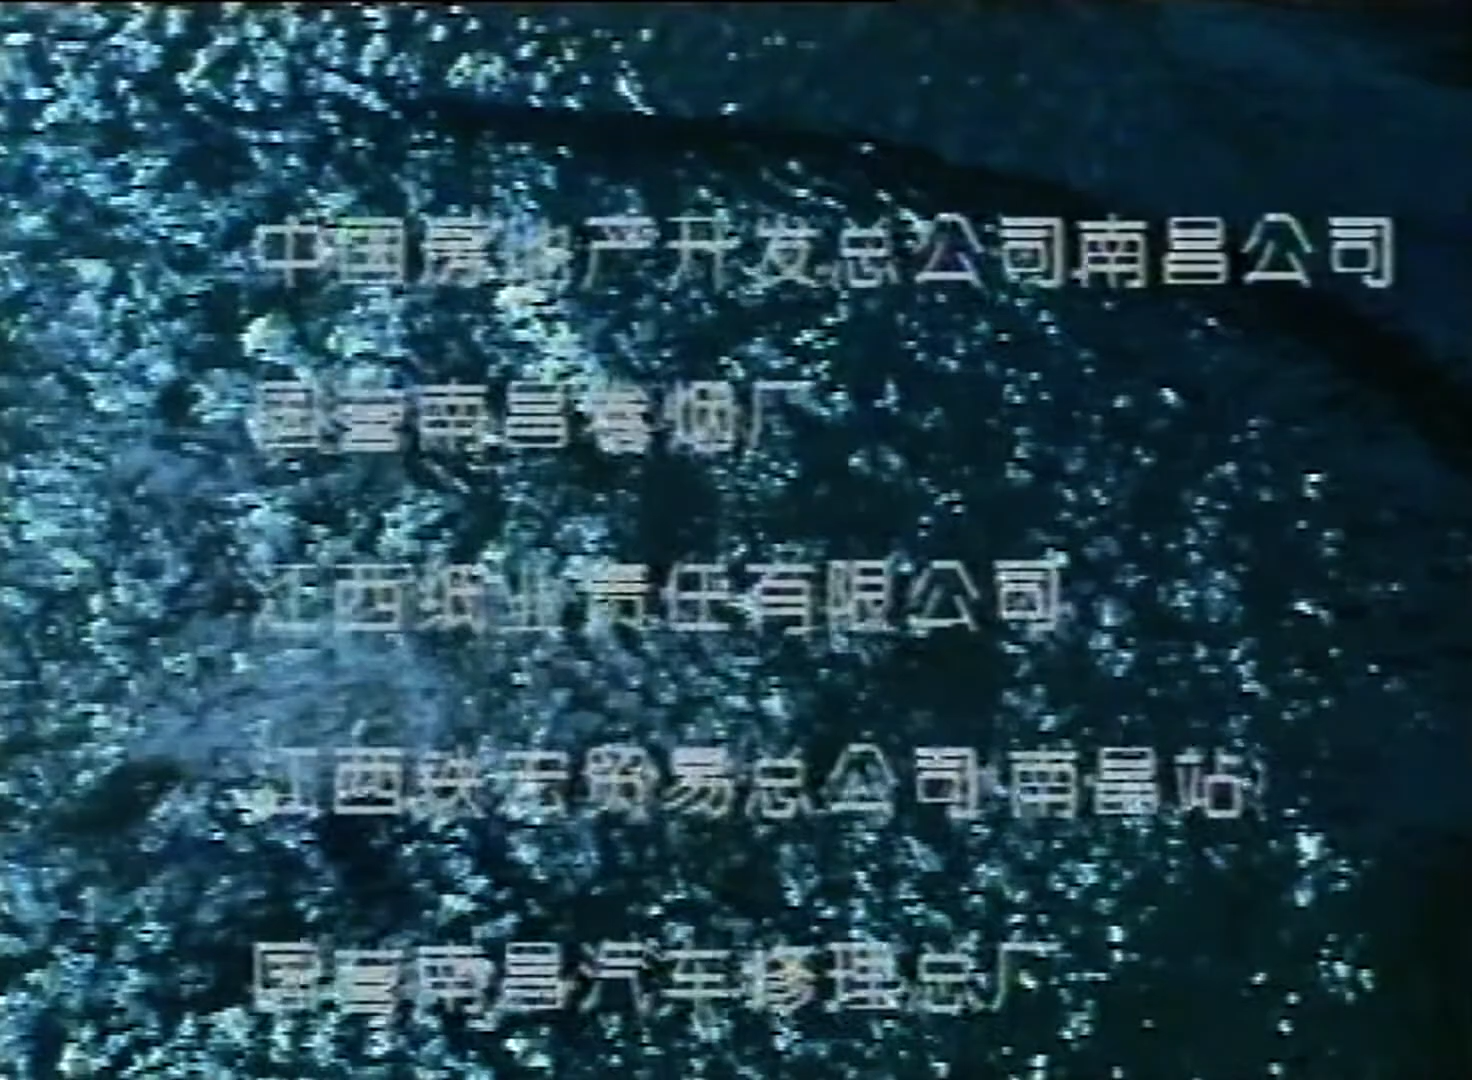 中国房地产开发总公司南昌公司
国营南昌卷烟厂
江西纸业责任有限公司
江西铁宏贸易总公司南昌站
国营南昌汽车修理总厂